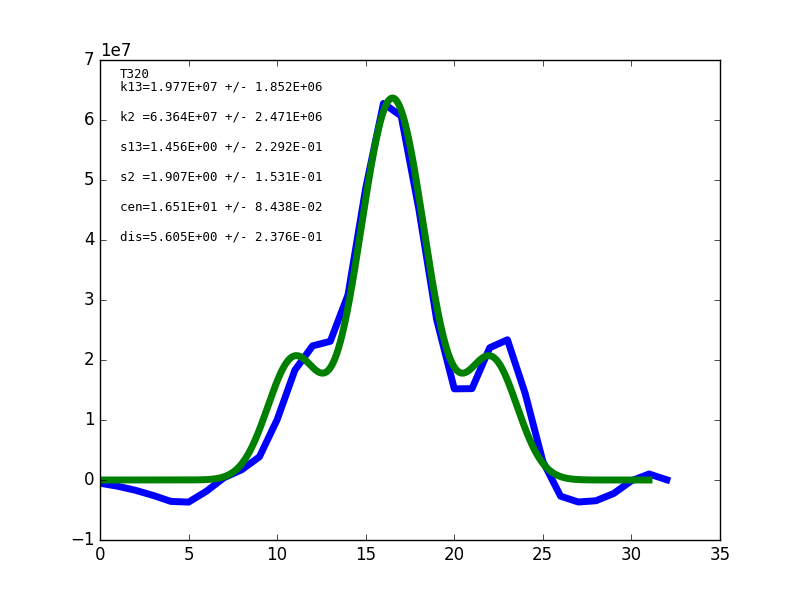 1e7
7
6
5
4
3
2
1
0
−1
T320
k13=1.977E+07 +/- 1.852E+06
k2 =6.364E+07 +/- 2.471E+06
s13=1.456E+00 +/- 2.292E-01
s2 =1.907E+00 +/- 1.531E-01
cen=1.651E+01 +/- 8.438E-02
dis=5.605E+00 +/- 2.376E-01
0 5 10 15 20 25 30 35